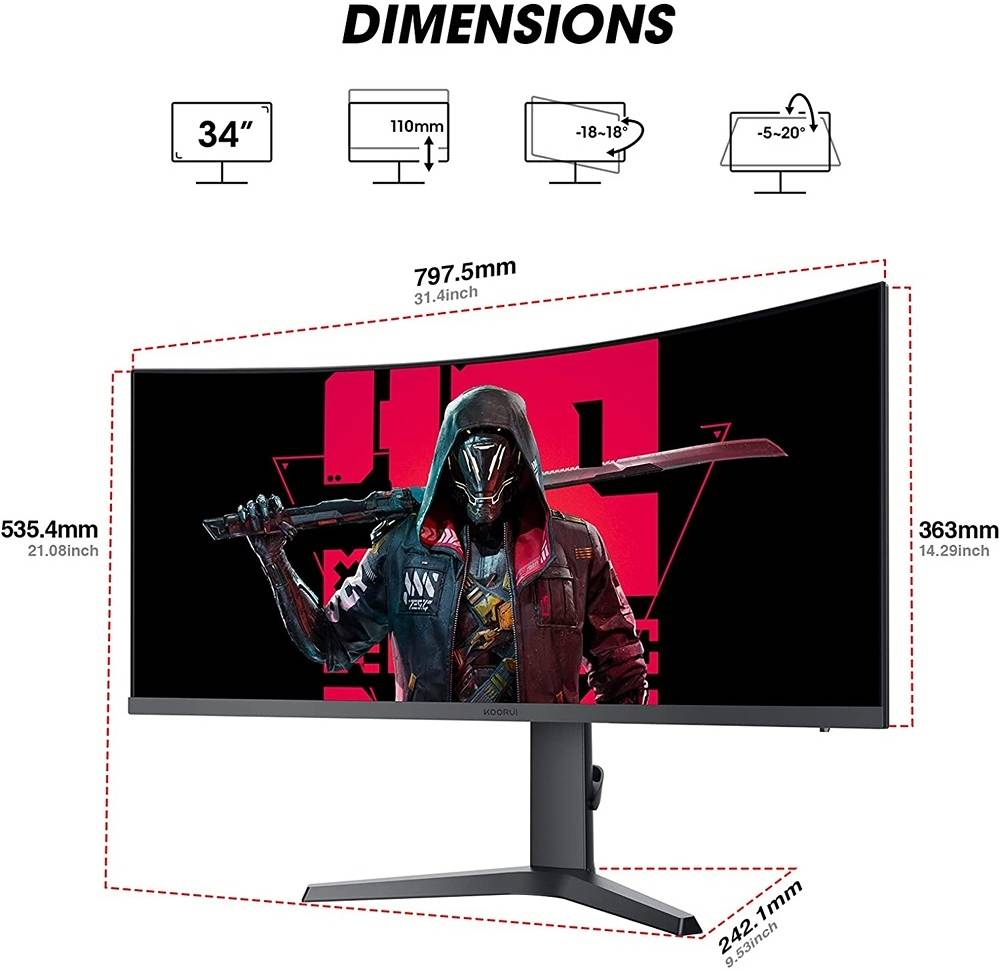 DIMENSIONS
34″
110mm
-18~18°
-5~20°
797.5mm
31.4inch
535.4mm
21.08inch
363mm
14.29inch
KOORUI
242.1mm
9.53inch